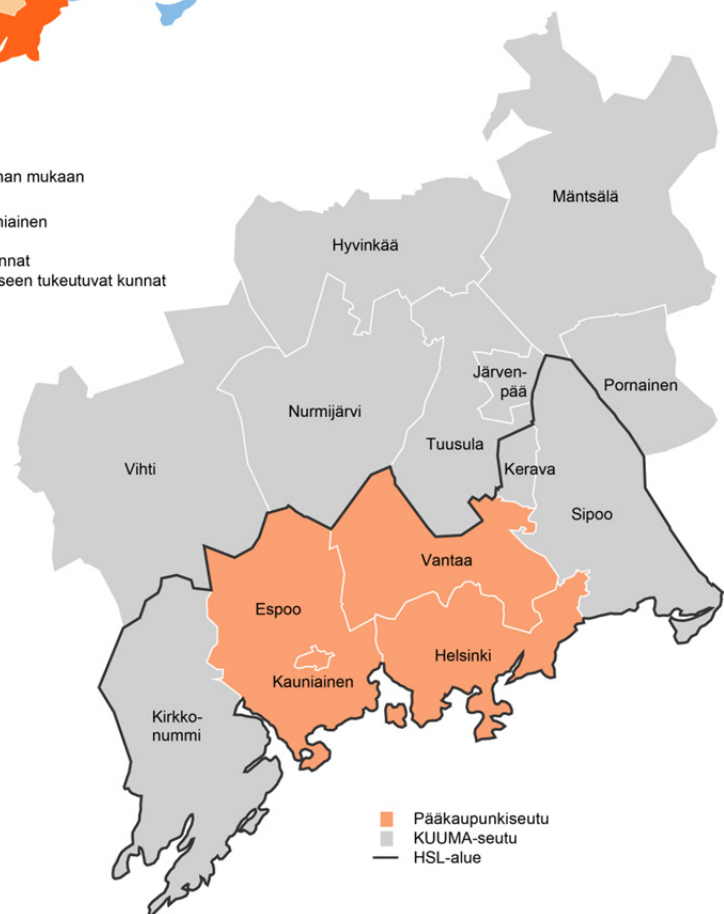 nan mukaan
niainen
nnat
seen tukeutuvat kunnat
Mäntsälä
Hyvinkää
Järven-
pää
Pornainen
Nurmijärvi
Tuusula
Vihti
Kerava
Sipoo
Vantaa
Espoo
Helsinki
Kauniainen
Kirkko-
nummi
Pääkaupunkiseutu
KUUMA-seutu
HSL-alue